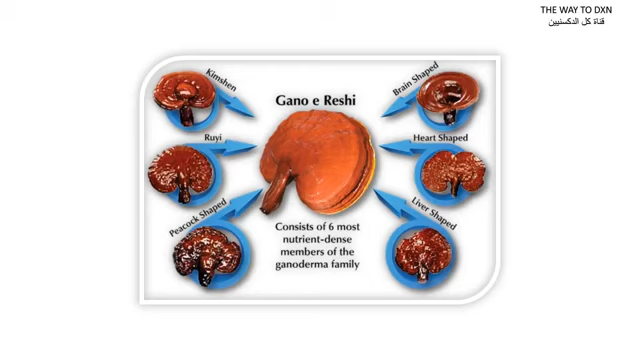 THE WAY TO DXN
قناة كل الدكسنيين
Gano e Reshi
Kimshen
Ruyi
Peacock Shaped
Brain Shaped
Heart Shaped
Liver Shaped
Consists of 6 most
nutrient-dense
members of the
ganoderma family